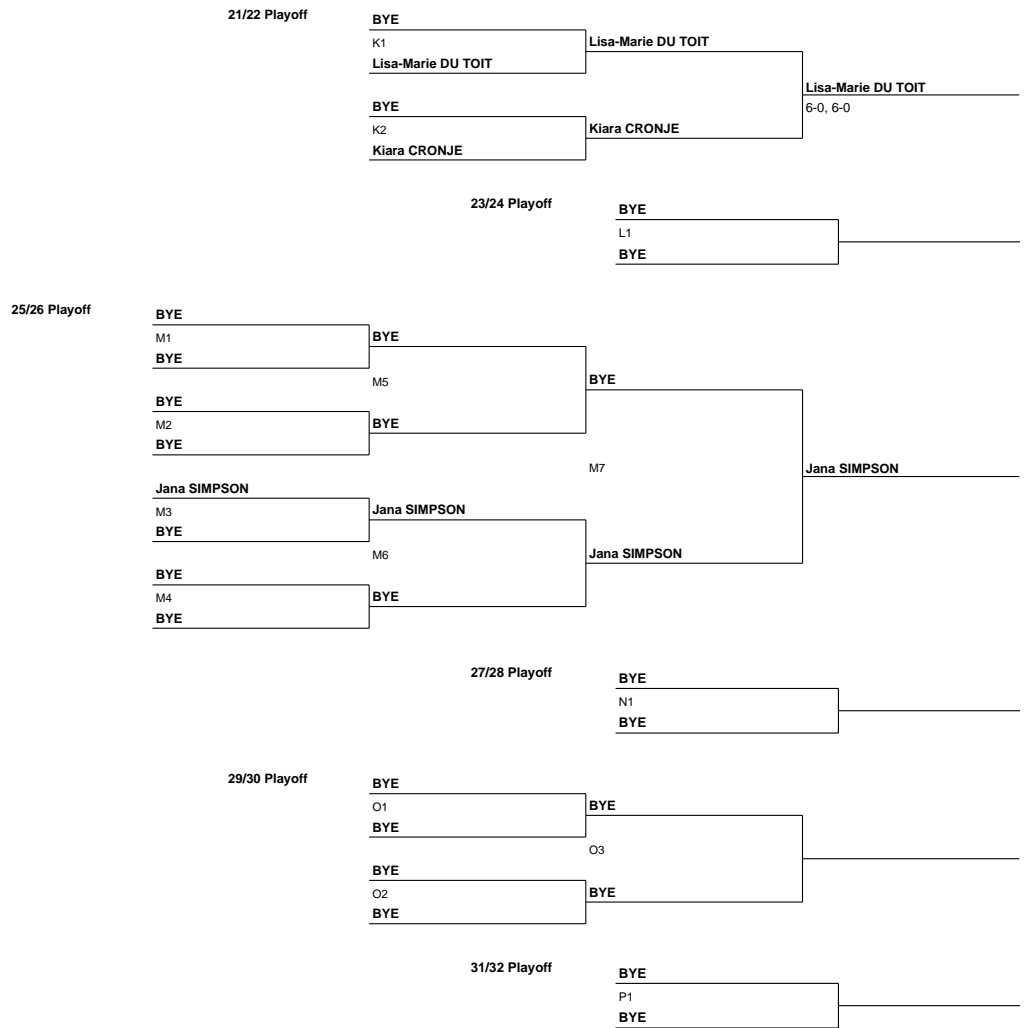 21/22 Playoff
BYE
K1
Lisa-Marie DU TOIT
Lisa-Marie DU TOIT
Lisa-Marie DU TOIT
6-0, 6-0
BYE
K2
Kiara CRONJE
Kiara CRONJE
23/24 Playoff
BYE
L1
BYE
25/26 Playoff
BYE
M1
BYE
BYE
M5
BYE
BYE
M2
BYE
BYE
M7
Jana SIMPSON
Jana SIMPSON
M3
BYE
Jana SIMPSON
M6
Jana SIMPSON
BYE
M4
BYE
BYE
27/28 Playoff
BYE
N1
BYE
29/30 Playoff
BYE
O1
BYE
BYE
O3
BYE
O2
BYE
BYE
31/32 Playoff
BYE
P1
BYE